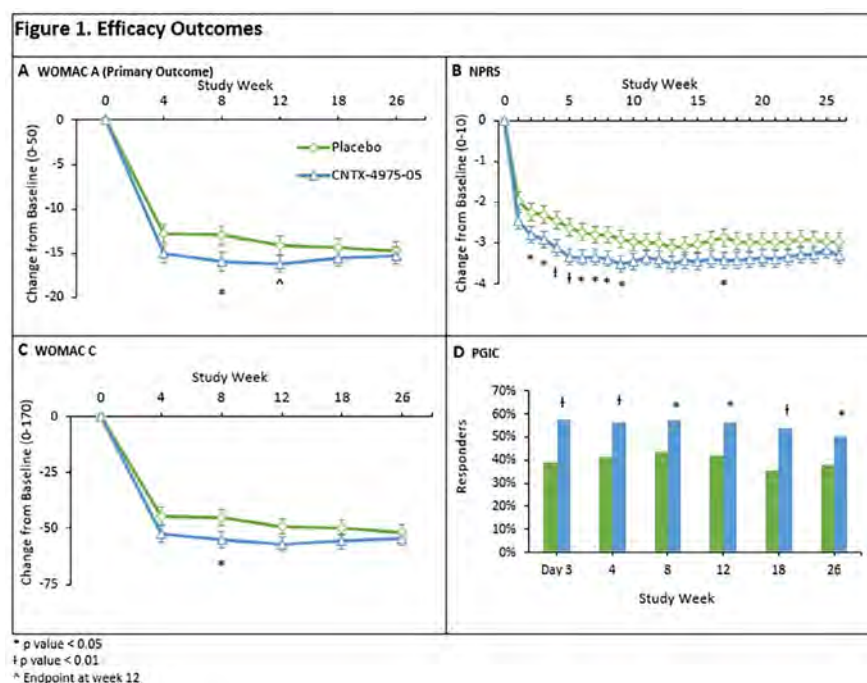 Figure 1. Efficacy Outcomes
A WOMAC A (Primary Outcome)
Study Week
0 4 8 12 18 26
Change from Baseline (0-50)
0
-5
-10
-15
-20
Placebo
CNTX-4975-05
*
^
B NPRS
Study Week
0 5 10 15 20 25
Change from Baseline (0-10)
0
-1
-2
-3
-4
* * ƚ ƚ * * * * *
C WOMAC C
Study Week
0 4 8 12 18 26
Change from Baseline (0-170)
0
-25
-50
-75
*
D PGIC
Responders
70%
60%
50%
40%
30%
20%
10%
0%
ƚ ƚ * * ƚ *
Day 3 4 8 12 18 26
Study Week
* p value < 0.05
ƚ p value < 0.01
^ Endpoint at week 12